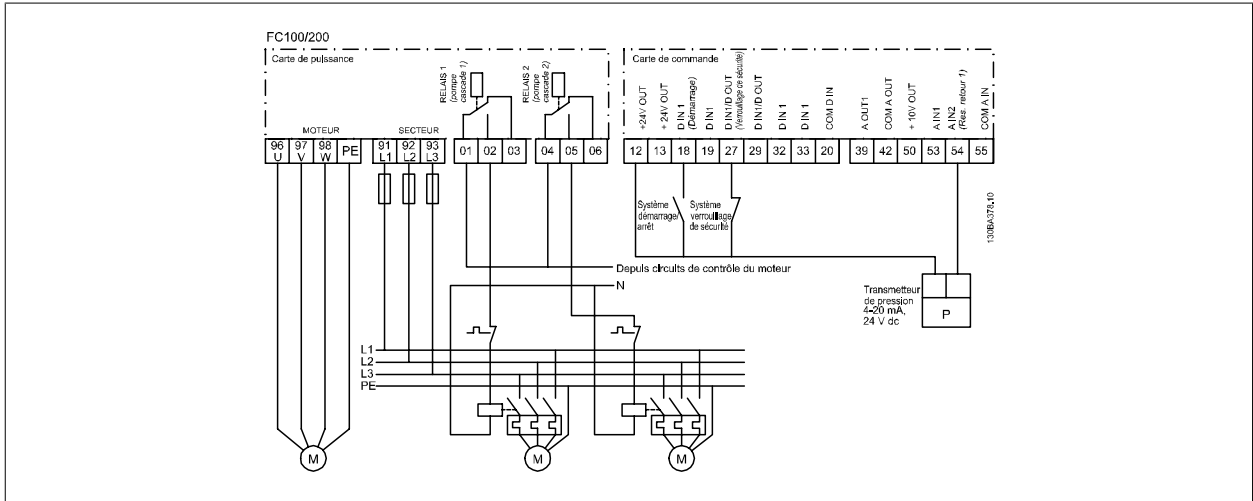 FC100/200
Carte de puissance
RELAIS 1
(pompe
cascade 1)
RELAIS 2
(pompe
cascade 2)
MOTEUR
SECTEUR
96
U
97
V
98
W
PE
91
L1
92
L2
93
L3
01
02
03
04
05
06
Carte de commande
+24V OUT
+ 24V OUT
D IN 1
(Démarrage)
D IN1
D IN1/D OUT
(Verrouillage de sécurité)
D IN1/D OUT
D IN1
D IN1
COM D IN
A OUT1
COM A OUT
+ 10V OUT
A IN1
A IN2
(Res. retour 1)
COM A IN
12
13
18
19
27
29
32
33
20
39
42
50
53
54
55
Système
démarrage/
arrêt
Système
verrouillage
de sécurité
130BA378.10
Depuis circuits de contrôle du moteur
N
Transmetteur
de pression
4-20 mA,
24 V dc
P
L1
L2
L3
PE
M
M
M